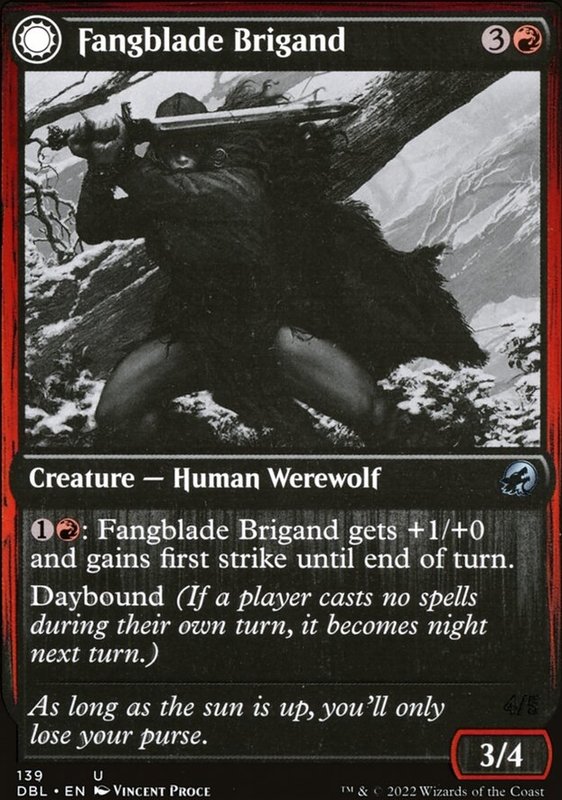 Fangblade Brigand 3
Creature — Human Werewolf
1: Fangblade Brigand gets +1/+0
and gains first strike until end of turn.
Daybound (If a player casts no spells
during their own turn, it becomes night
next turn.)
As long as the sun is up, you'll only
lose your purse.
4/5
3/4
139 U
DBL • EN Vincent Proce
™ & © 2022 Wizards of the Coast